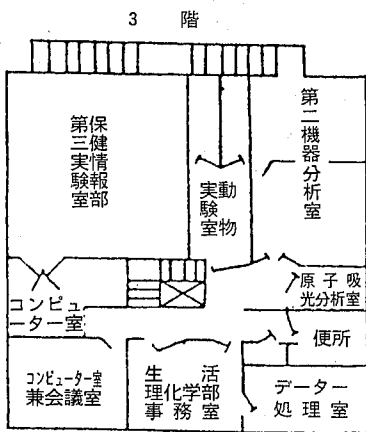 3 階
保健情報部
第三実験室
動物
実験室
第二機器分析室
原子吸
光分析室
コンピュ
ーター室
便所
コンピューター室
兼会議室
生活
理化学部
事務室
データー
処理室